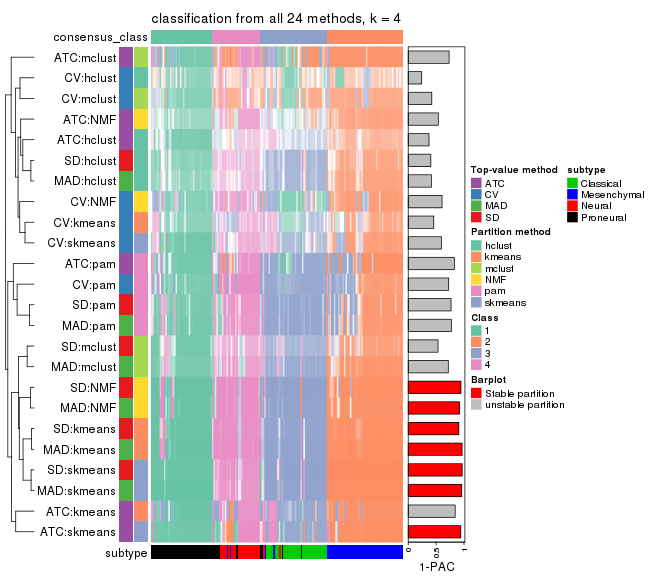 classification from all 24 methods, k = 4
consensus_class
ATC:mclust
CV:hclust
CV:mclust
ATC:NMF
ATC:hclust
SD:hclust
MAD:hclust
CV:NMF
CV:kmeans
CV:skmeans
ATC:pam
CV:pam
SD:pam
MAD:pam
SD:mclust
MAD:mclust
SD:NMF
MAD:NMF
SD:kmeans
MAD:kmeans
SD:skmeans
MAD:skmeans
ATC:kmeans
ATC:skmeans
subtype
0 0.5 1
1-PAC
Top-value method
ATC
CV
MAD
SD
Partition method
hclust
kmeans
mclust
NMF
pam
skmeans
Class
1
2
3
4
Barplot
Stable partition
unstable partition
subtype
Classical
Mesenchymal
Neural
Proneural